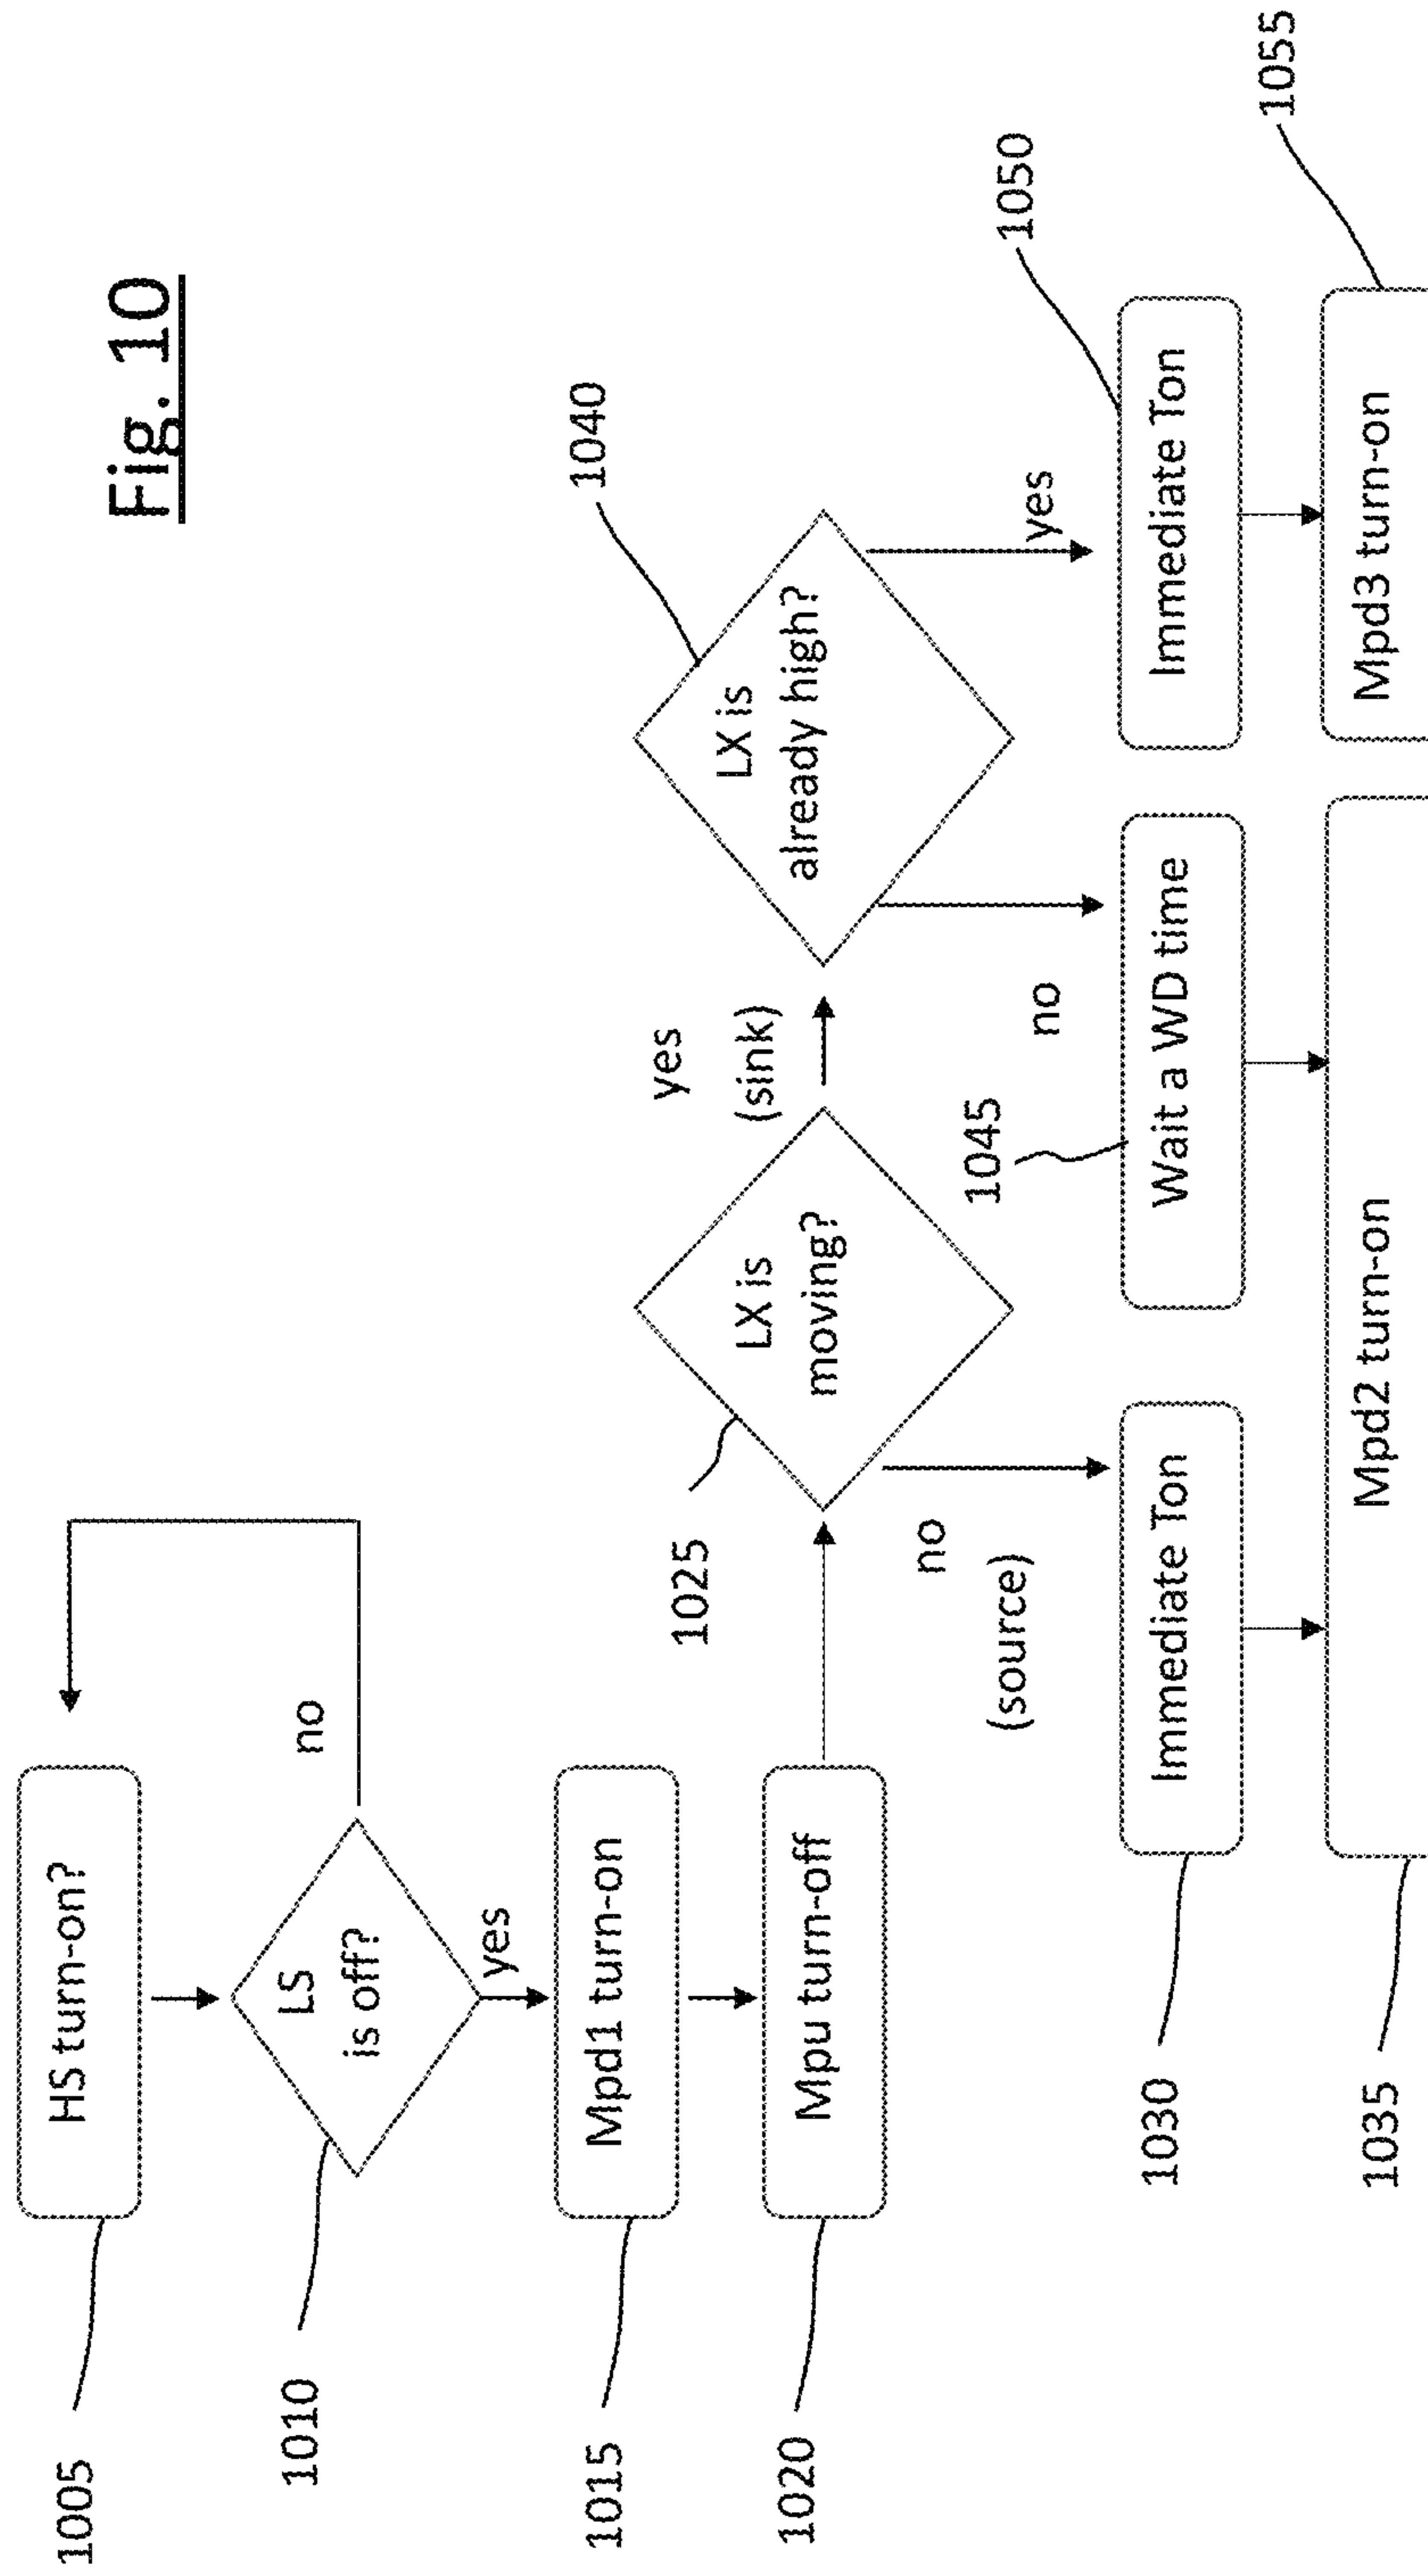 Fig. 10
1005
HS turn-on?
1010
LS
is off?
no
yes
1015
Mpd1 turn-on
1020
Mpu turn-off
1025
LX is
moving?
yes
(sink)
1040
LX is
already high?
no
(source)
1045
no
yes
1050
1030
Immediate Ton
Wait a WD time
Immediate Ton
1055
1035
Mpd2 turn-on
Mpd3 turn-on